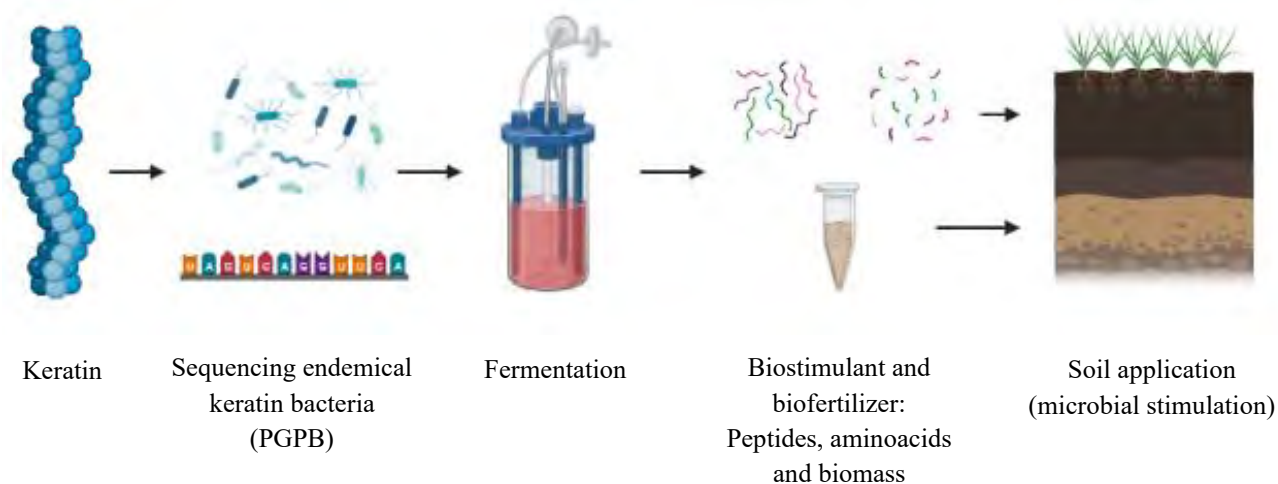 U A G U G A G G U U G A
Keratin
Sequencing endemical
keratin bacteria
(PGPB)
Fermentation
Biostimulant and
biofertilizer:
Peptides, aminoacids
and biomass
Soil application
(microbial stimulation)